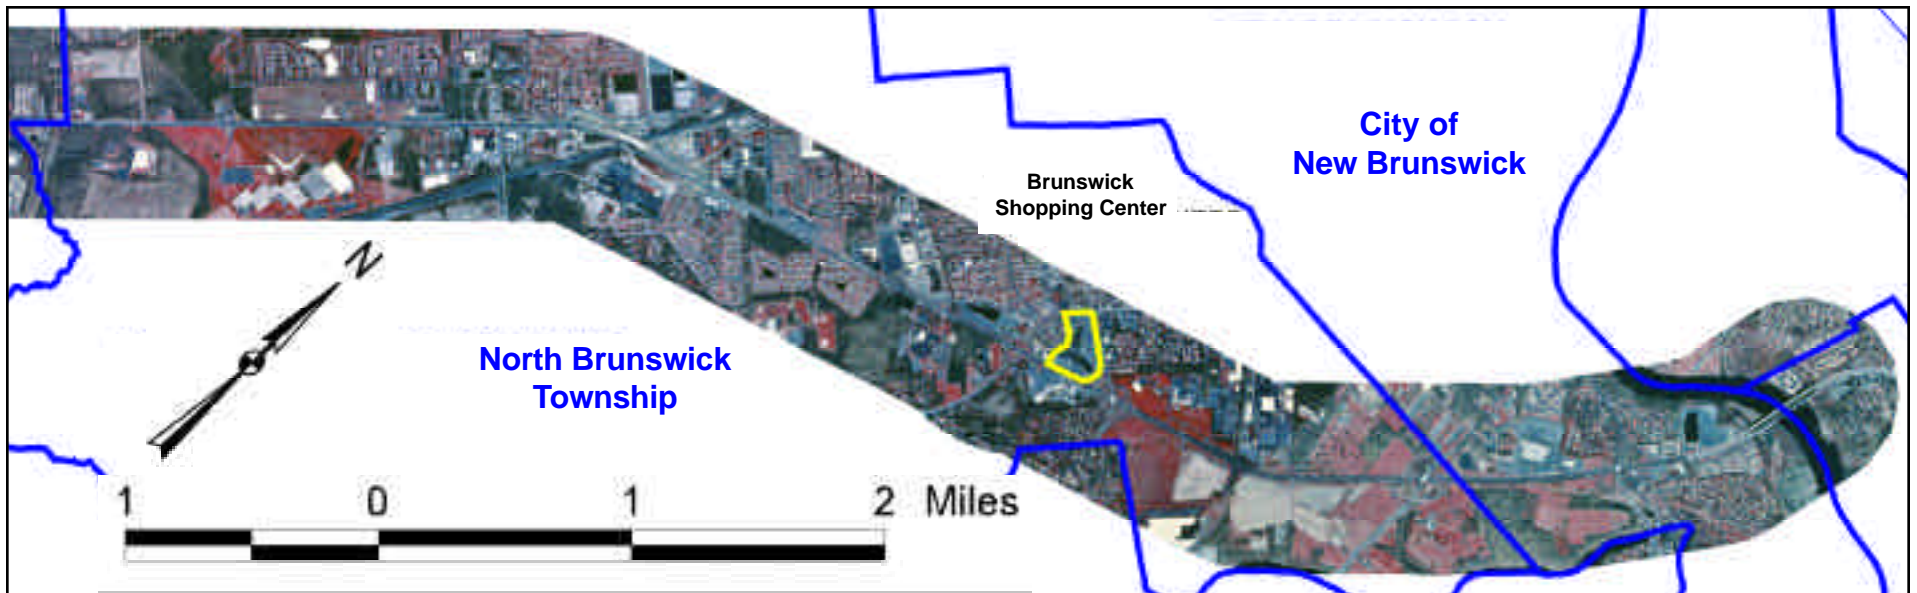 City of
New Brunswick
Brunswick
Shopping Center
N
North Brunswick
Township
1 0 1 2 Miles